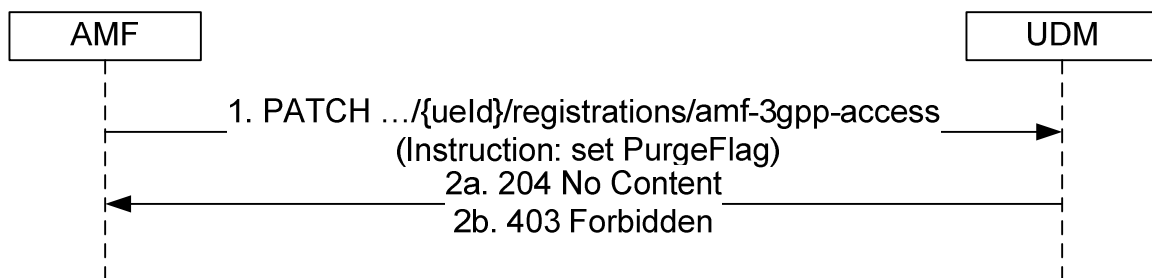 AMF
UDM
1. PATCH …/{ueId}/registrations/amf-3gpp-access
(Instruction: set PurgeFlag)
2a. 204 No Content
2b. 403 Forbidden